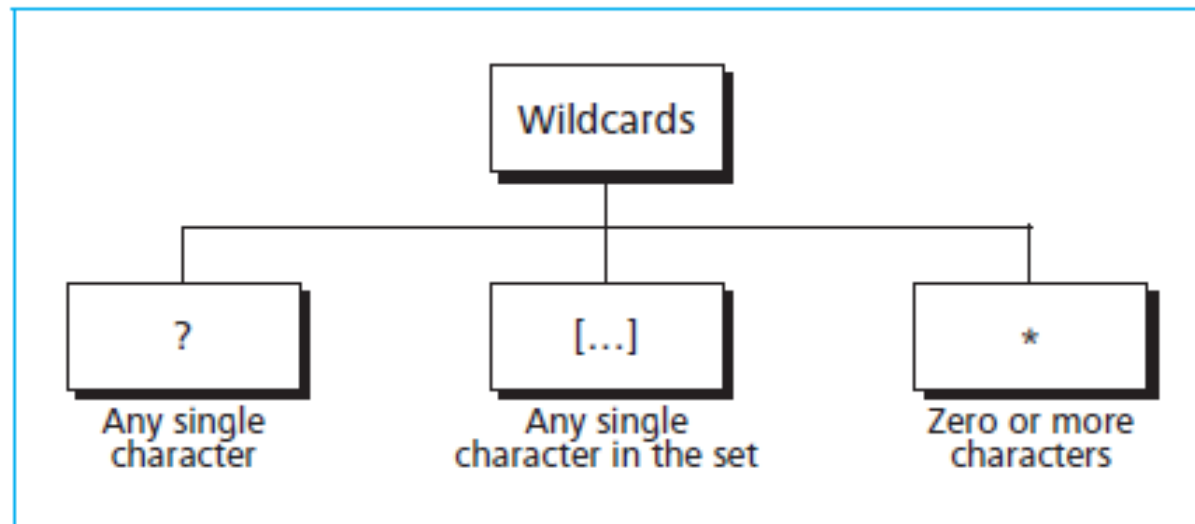 Wildcards
?
[...]
*
Any single
character
Any single
character in the set
Zero or more
characters